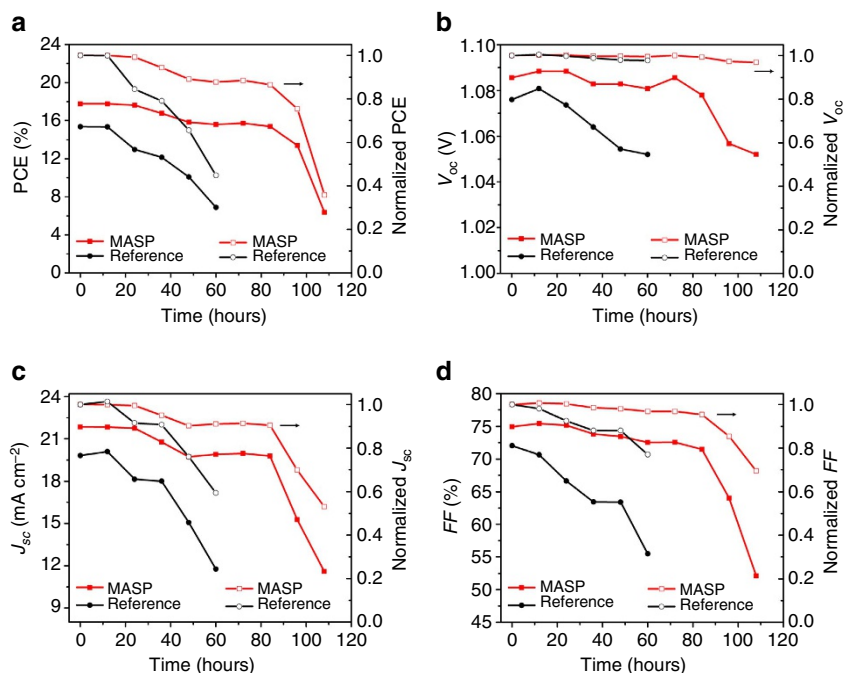 a
24
20
16
12
8
4
0
PCE (%)
1.0
0.8
0.6
0.4
0.3
0.0
Normalized PCE
MASP
Reference
MASP
Reference
0 20 40 60 80 100 120
Time (hours)
b
1.10
1.08
1.06
1.04
1.02
1.00
Voc (V)
1.0
0.8
0.6
0.4
0.2
0.0
Normalized Voc
MASP
Reference
MASP
Reference
0 20 40 60 80 100 120
Time (hours)
c
24
21
18
15
12
9
Jsc (mA cm−2)
1.0
0.8
0.6
0.4
0.2
0.0
Normalized Jsc
MASP
Reference
MASP
Reference
0 20 40 60 80 100 120
Time (hours)
d
80
75
70
65
60
55
50
45
FF (%)
1.0
0.8
0.6
0.4
0.2
0.0
Normalized FF
MASP
Reference
MASP
Reference
0 20 40 60 80 100 120
Time (hours)